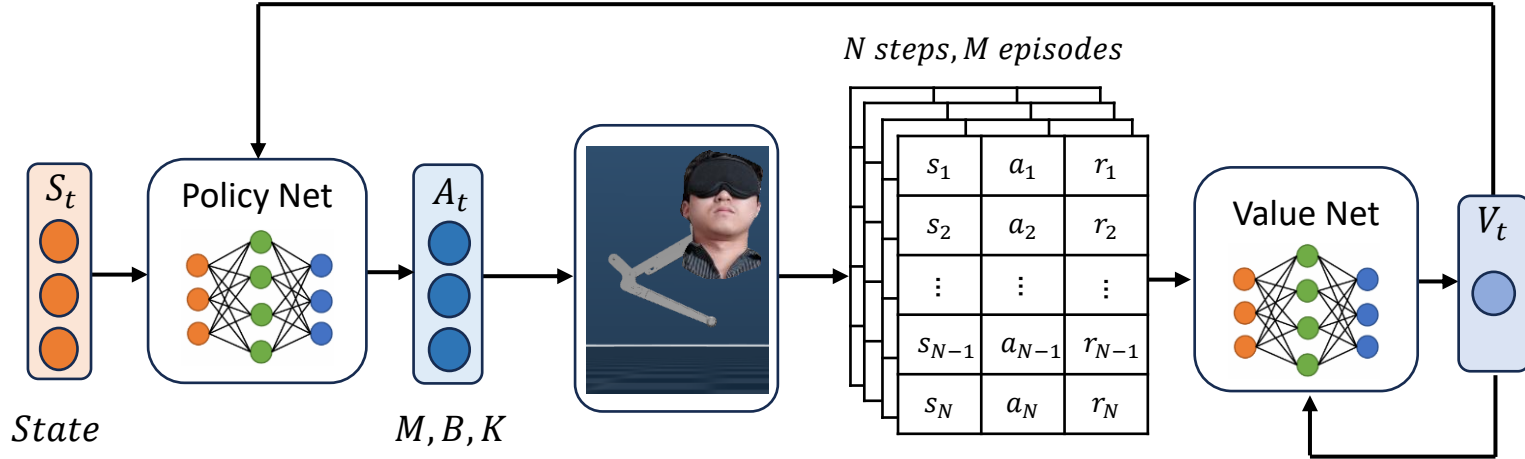 N steps, M episodes
S_t
Policy Net
A_t
s_1 a_1 r_1
s_2 a_2 r_2
⋮ ⋮ ⋮
s_{N-1} a_{N-1} r_{N-1}
s_N a_N r_N
Value Net
V_t
State
M, B, K